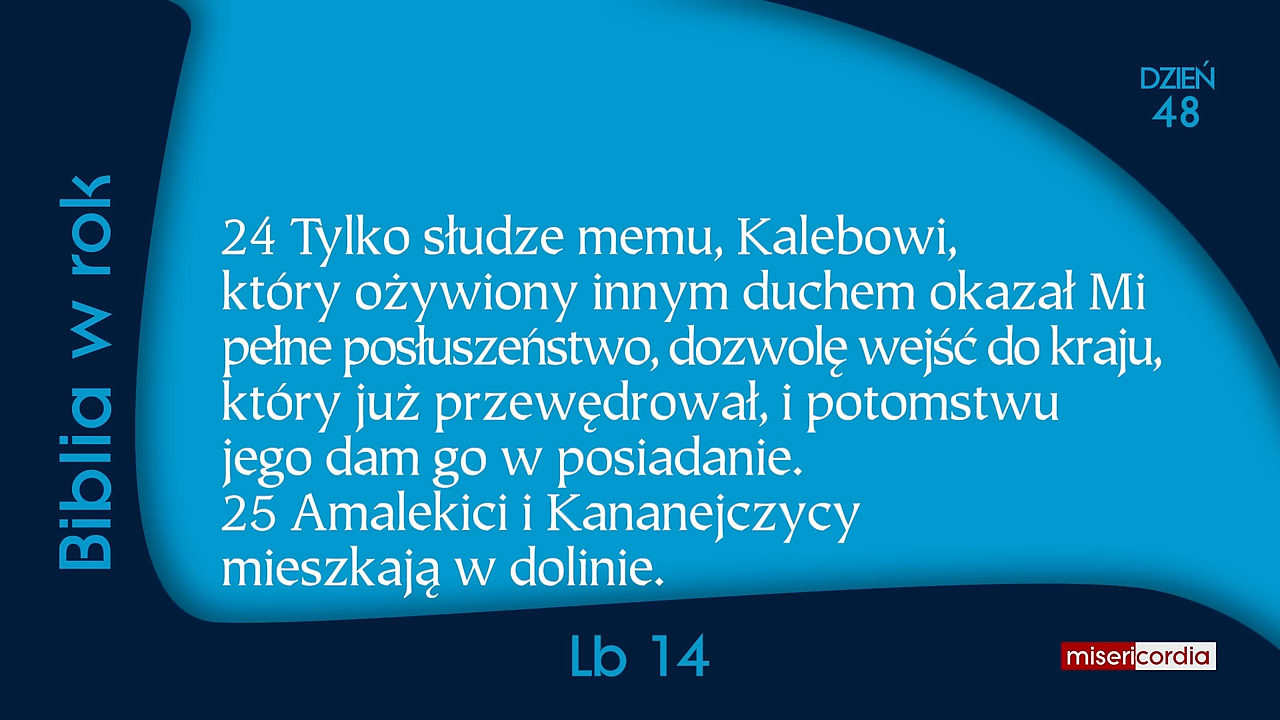 DZIEŃ
48
Biblia w rok
24 Tylko słudze memu, Kalebowi,
który ożywiony innym duchem okazał Mi
pełne posłuszeństwo, dozwolę wejść do kraju,
który już przewędrował, i potomstwu
jego dam go w posiadanie.
25 Amalekici i Kananejczycy
mieszkają w dolinie.
Lb 14
misericordia